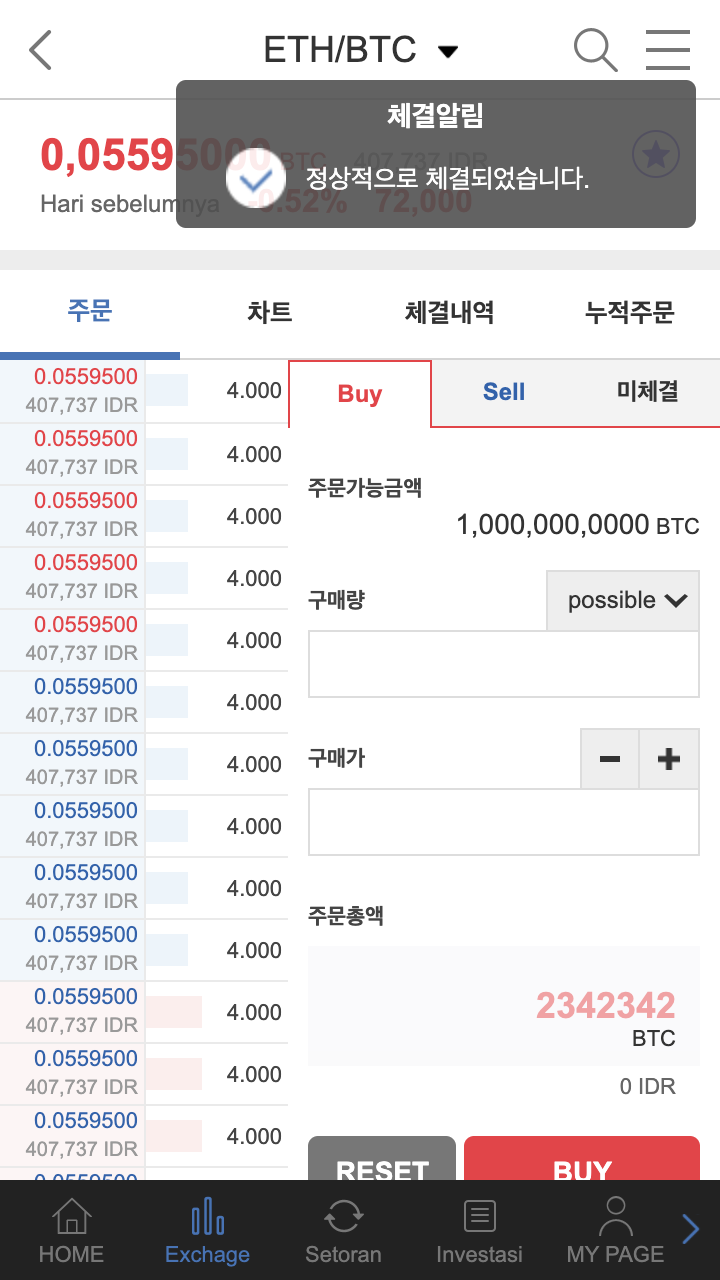 ETH/BTC
체결알림
정상적으로 체결되었습니다.
0,05595000 BTC 407,737 IDR
Hari sebelumnya -0.52% 72,000
주문 차트 체결내역 누적주문
0.0559500
407,737 IDR 4.000
0.0559500
407,737 IDR 4.000
0.0559500
407,737 IDR 4.000
0.0559500
407,737 IDR 4.000
0.0559500
407,737 IDR 4.000
0.0559500
407,737 IDR 4.000
0.0559500
407,737 IDR 4.000
0.0559500
407,737 IDR 4.000
0.0559500
407,737 IDR 4.000
0.0559500
407,737 IDR 4.000
0.0559500
407,737 IDR 4.000
0.0559500
407,737 IDR 4.000
0.0559500
407,737 IDR 4.000
0.0559500
Buy Sell 미체결
주문가능금액
1,000,000,0000 BTC
구매량 possible
구매가
주문총액
2342342
BTC
0 IDR
RESET BUY
HOME Exchage Setoran Investasi MY PAGE